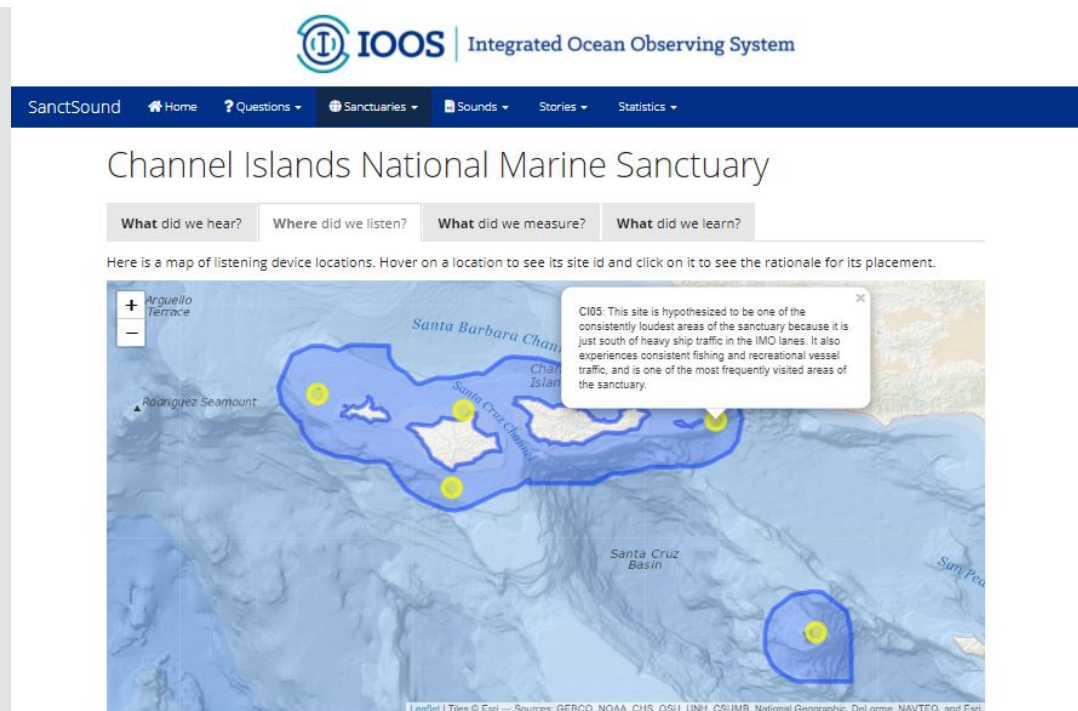 IOOS Integrated Ocean Observing System
SanctSound Home ? Questions Sanctuaries Sounds Stories Statistics
Channel Islands National Marine Sanctuary
What did we hear? Where did we listen? What did we measure? What did we learn?
Here is a map of listening device locations. Hover on a location to see its site id and click on it to see the rationale for its placement.
+
−
Arguello
Terrace
Santa Barbara Chan
Chan
Islan
CI05: This site is hypothesized to be one of the
consistently loudest areas of the sanctuary because it is
just south of heavy ship traffic in the IMO lanes. It also
experiences consistent fishing and recreational vessel
traffic, and is one of the most frequently visited areas of
the sanctuary.
×
Rodriguez Seamount
Santa Cruz Channel
Santa Cruz
Basin
San Ped
Leaflet | Tiles © Esri — Sources: GEBCO, NOAA, CHS, OSU, UNH, CSUMB, National Geographic, DeLorme, NAVTEQ, and Esri